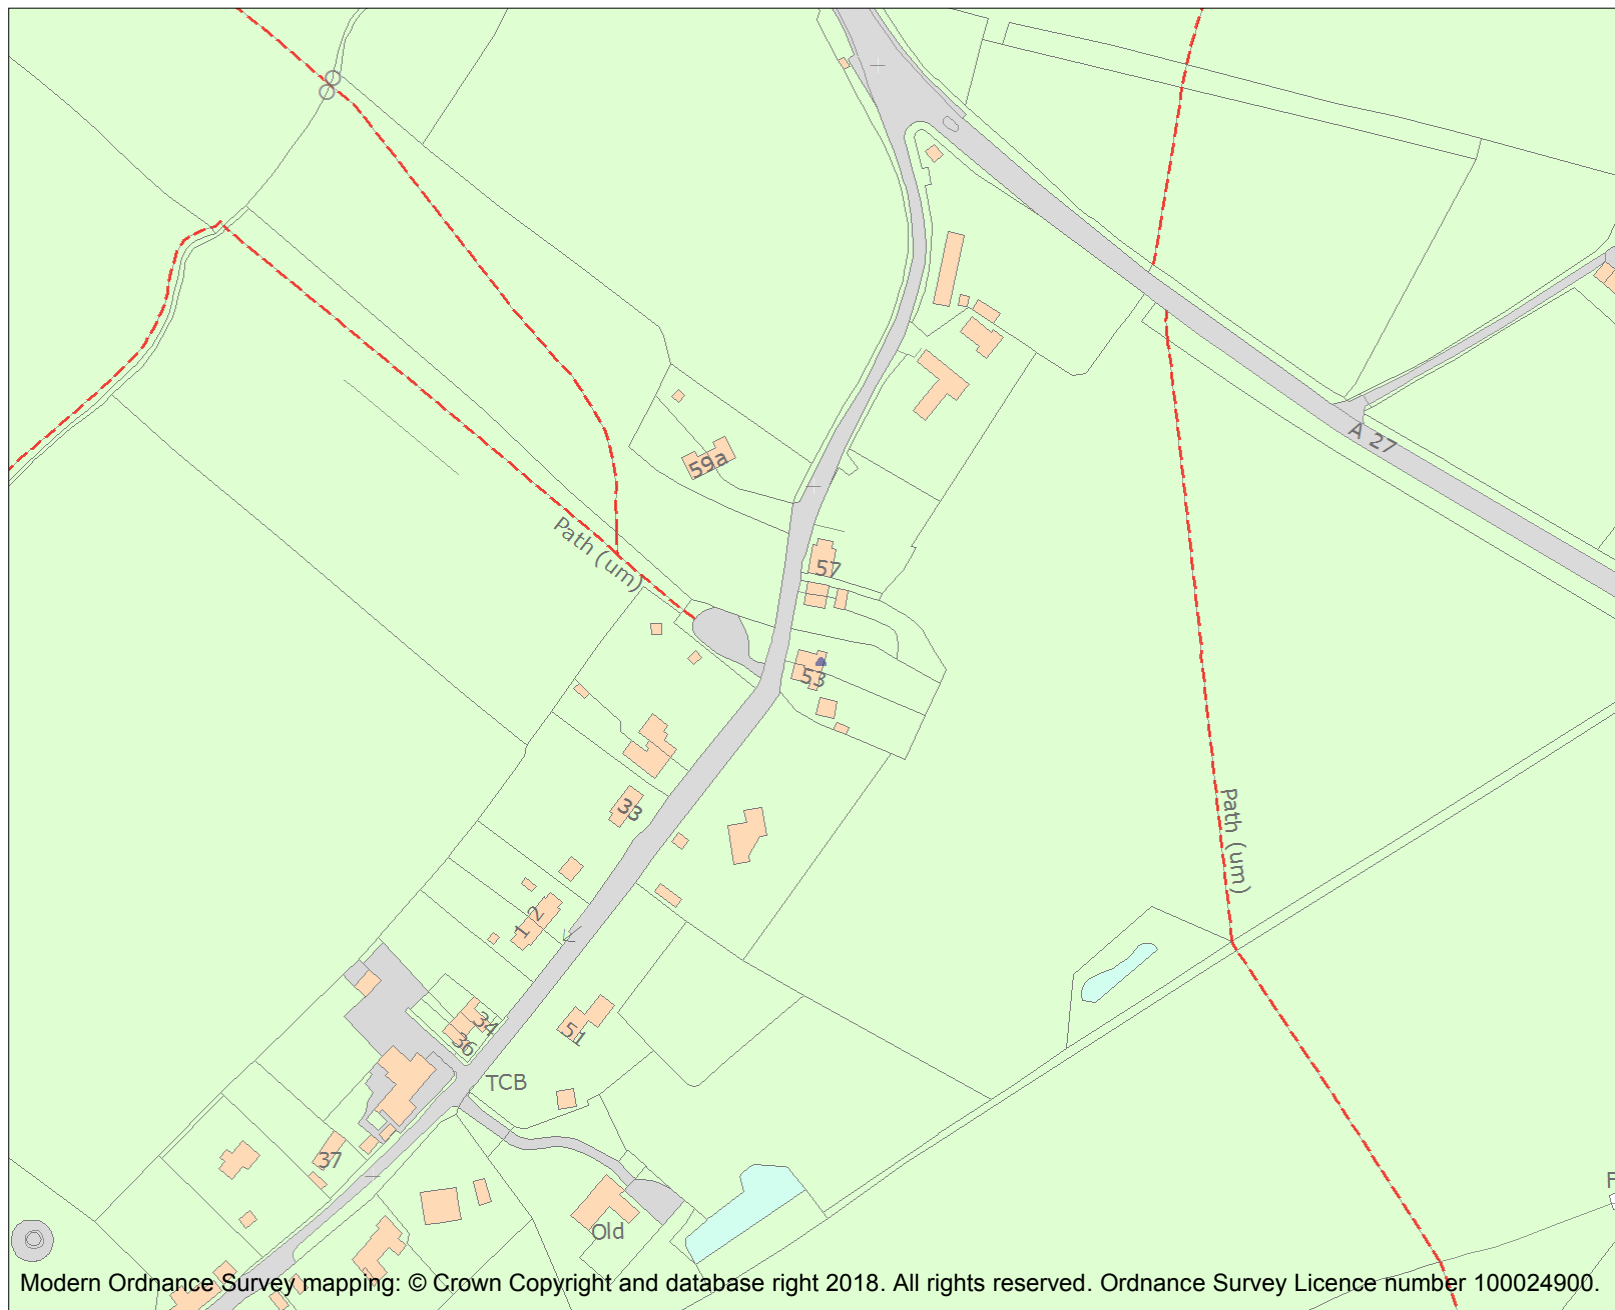 A 27
59a
Path (um)
57
53
33
Path (um)
2
1
34
36
51
TCB
37
F
Old
Modern Ordnance Survey mapping: © Crown Copyright and database right 2018. All rights reserved. Ordnance Survey Licence number 100024900.